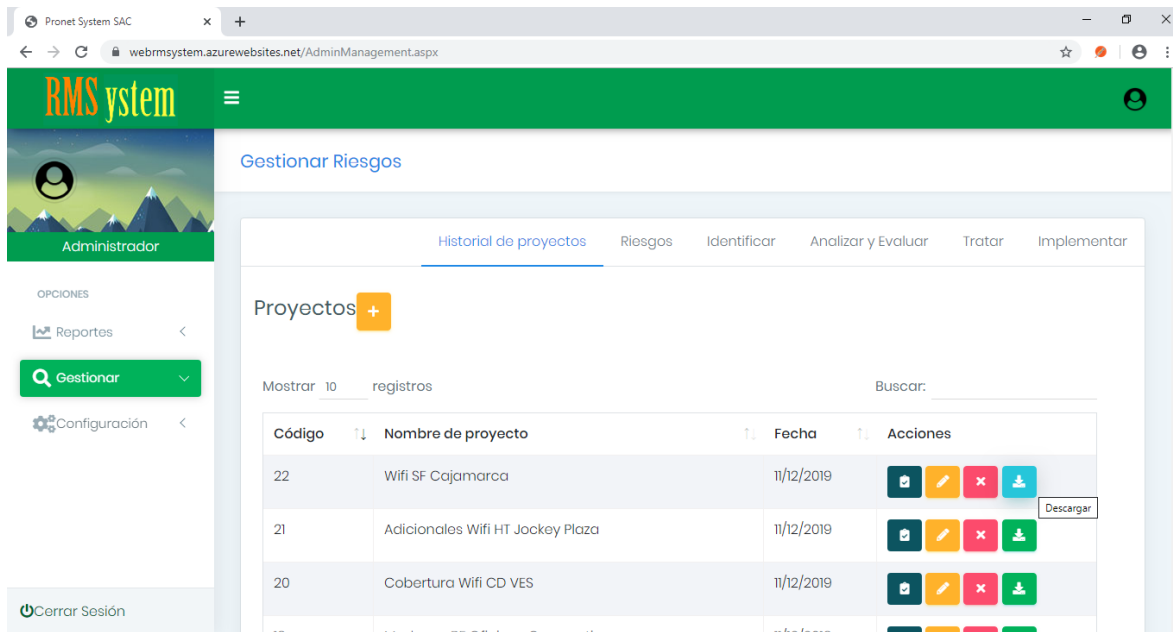 Pronet System SAC
webrmsystem.azurewebsites.net/AdminManagement.aspx
RMSystem
Gestionar Riesgos
Administrador
Historial de proyectos Riesgos Identificar Analizar y Evaluar Tratar Implementar
OPCIONES
Reportes
Gestionar
Configuración
Cerrar Sesión
Proyectos +
Mostrar 10 registros Buscar:
Código Nombre de proyecto Fecha Acciones
22 Wifi SF Cajamarca 11/12/2019
Descargar
21 Adicionales Wifi HT Jockey Plaza 11/12/2019
20 Cobertura Wifi CD VES 11/12/2019